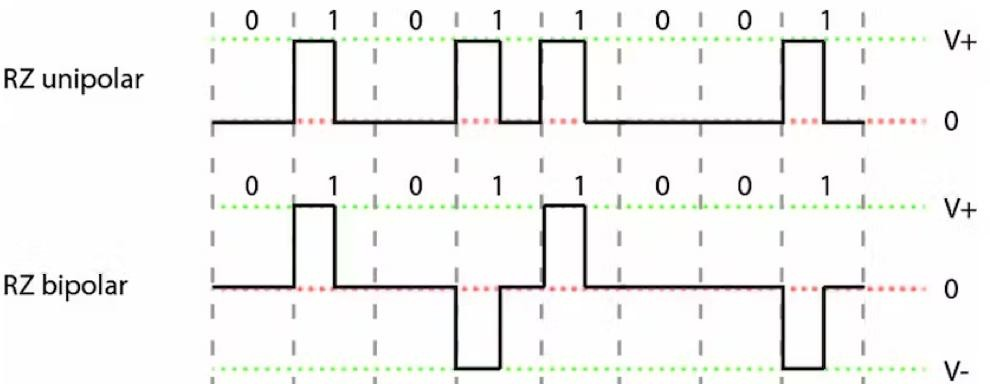 0 1 0 1 1 0 0 1
V+
RZ unipolar
0
0 1 0 1 1 0 0 1
V+
RZ bipolar
0
V-